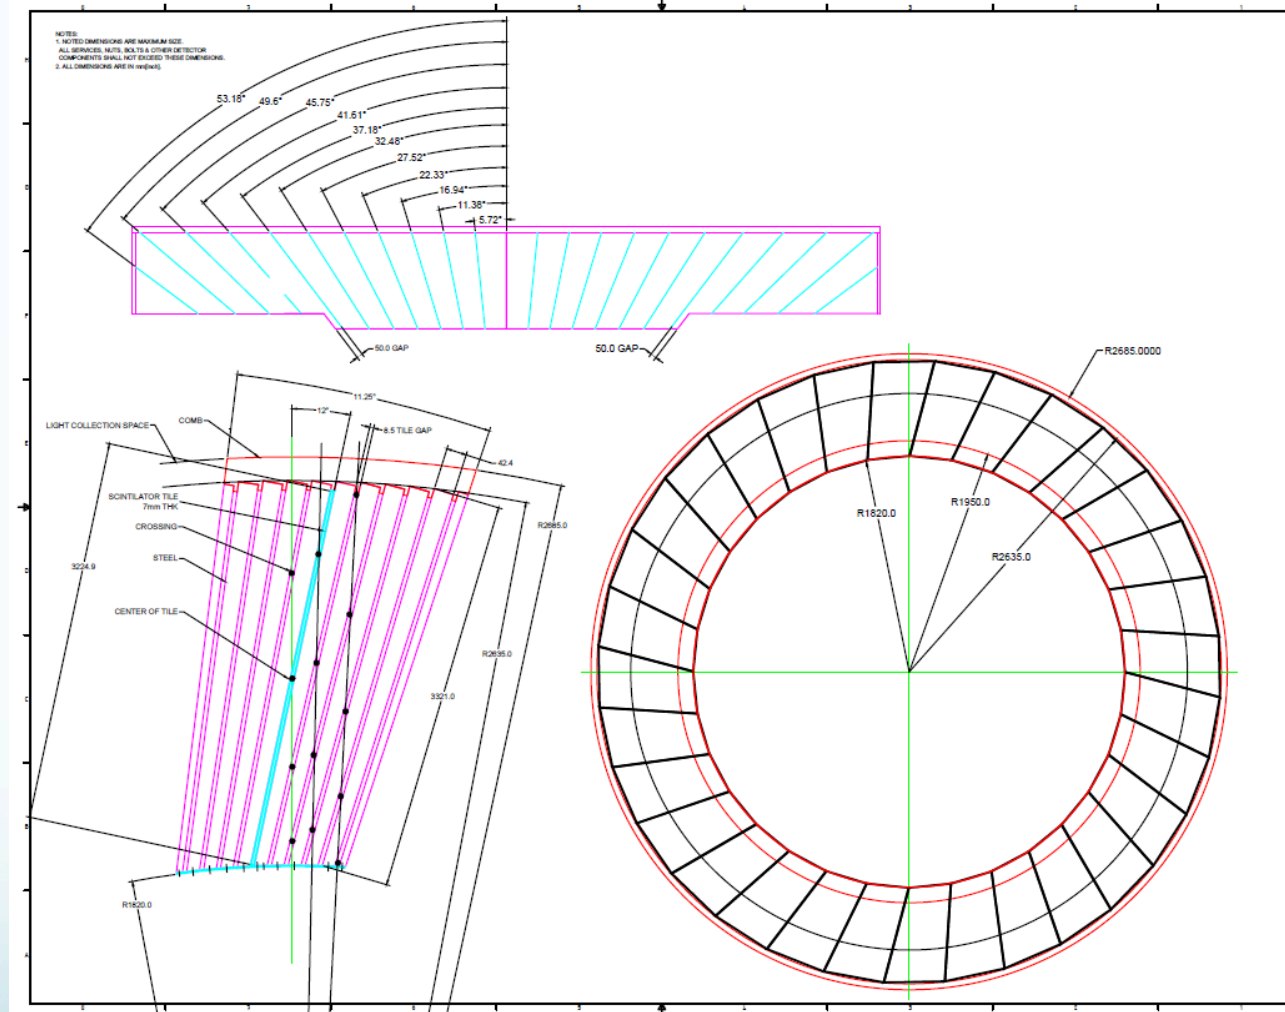 NOTES:
1. NOTED DIMENSIONS ARE MAXIMUM SIZE.
ALL SERVICES, NUTS, BOLTS & OTHER DETECTOR
COMPONENTS SHALL NOT EXCEED THESE DIMENSIONS.
2. ALL DIMENSIONS ARE IN mm[inch].
53.18°
49.6°
45.75°
41.61°
37.18°
32.48°
27.52°
22.33°
16.94°
11.38°
5.72°
50.0 GAP
50.0 GAP
R2685.0000
R1820.0
R1950.0
R2635.0
11.25°
12°
LIGHT COLLECTION SPACE
COMB
8.5 TILE GAP
42.4
SCINTILATOR TILE
7mm THK
CROSSING
STEEL
CENTER OF TILE
3224.9
R2685.0
R2635.0
3321.0
R1820.0